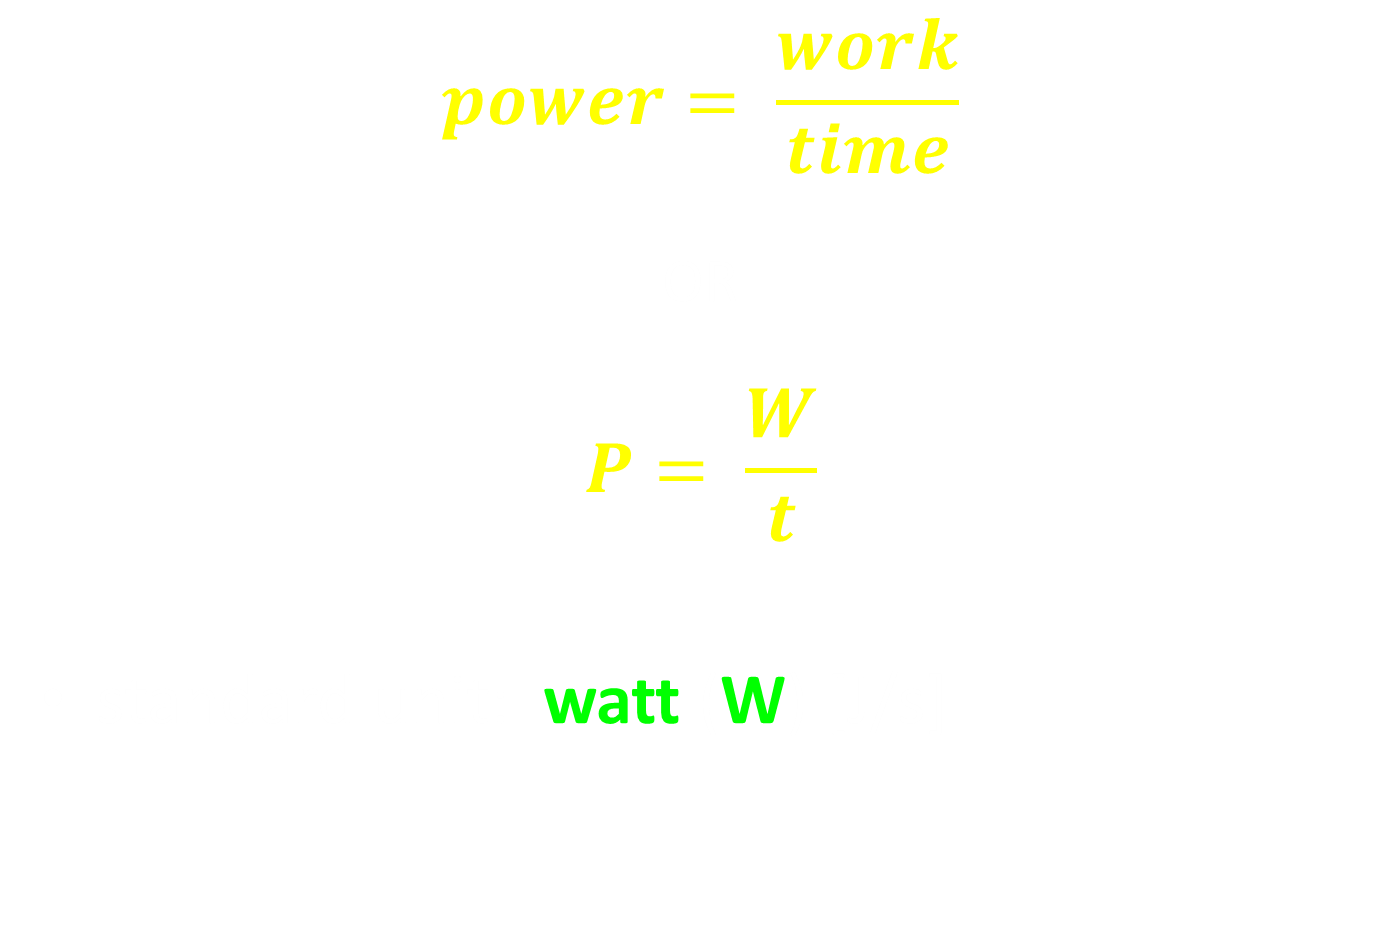 power = work/time
P = W/t
watt W